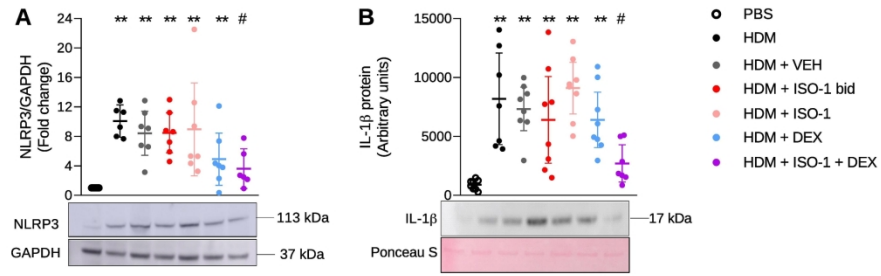 A
** ** ** ** ** #
NLRP3/GAPDH
(Fold change)
24
20
16
12
8
4
0
NLRP3
113 kDa
GAPDH
37 kDa
B
** ** ** ** ** #
IL-1β protein
(Arbitrary units)
15000
10000
5000
0
IL-1β
17 kDa
Ponceau S
PBS
HDM
HDM + VEH
HDM + ISO-1 bid
HDM + ISO-1
HDM + DEX
HDM + ISO-1 + DEX